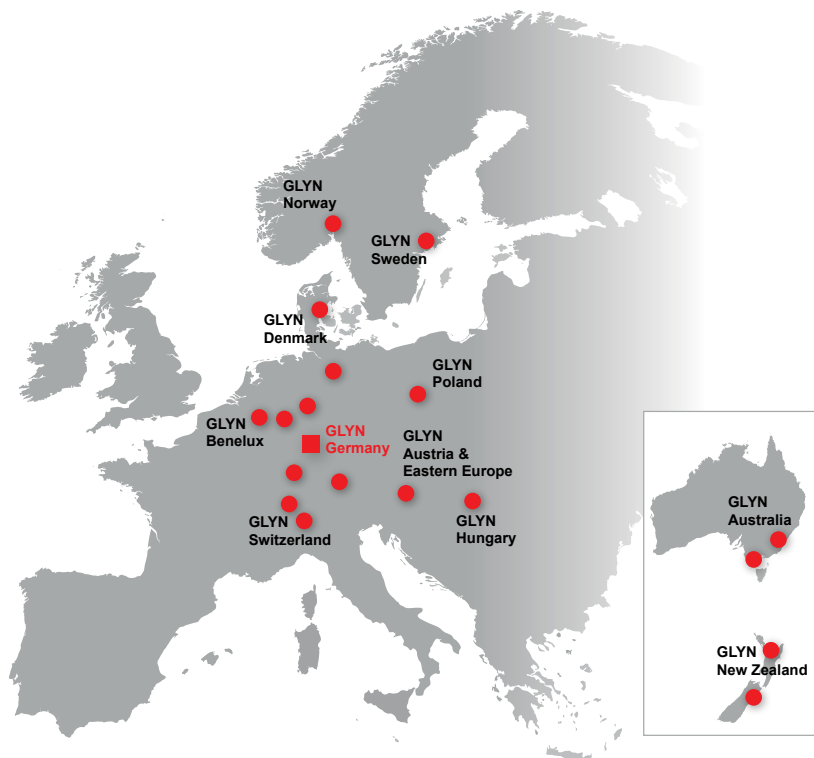 GLYN
Norway
GLYN
Sweden
GLYN
Denmark
GLYN
Poland
GLYN
Benelux
GLYN
Germany
GLYN
Austria &
Eastern Europe
GLYN
Switzerland
GLYN
Hungary
GLYN
Australia
GLYN
New Zealand